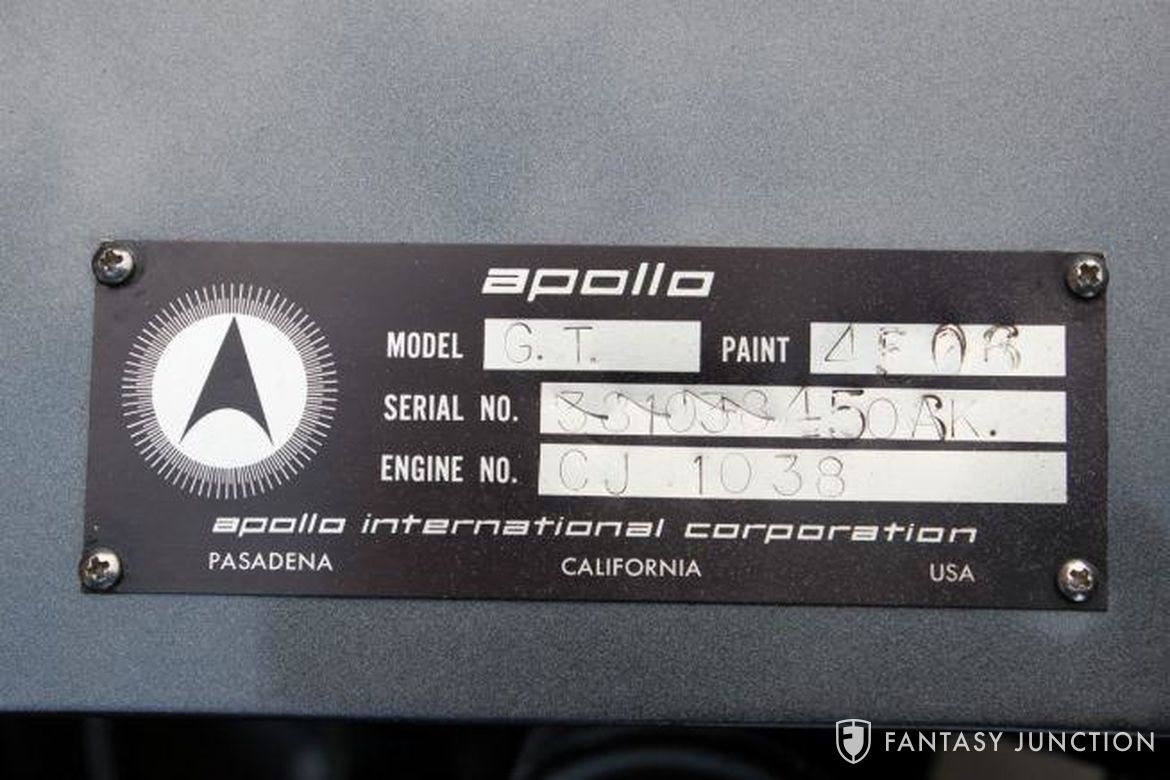 apollo
MODEL G. T. PAINT
SERIAL NO.
ENGINE NO. CJ 1038
apollo international corporation
PASADENA CALIFORNIA USA
FANTASY JUNCTION